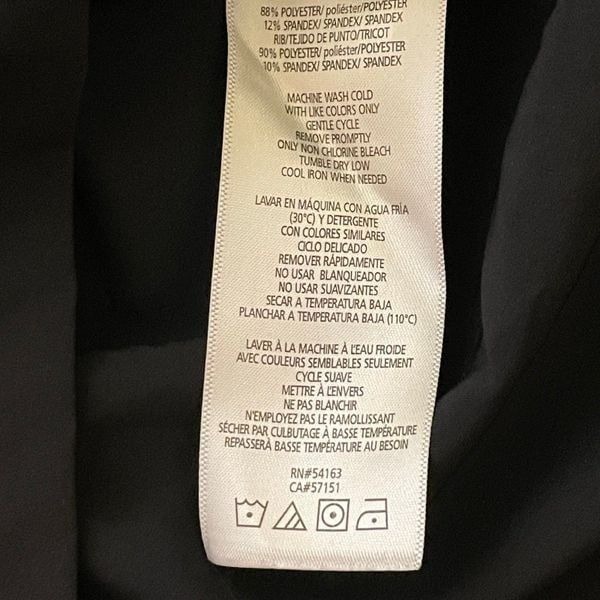 88% POLYESTER/ poliéster/POLYESTER
12% SPANDEX/ SPANDEX/ SPANDEX
RIB/TEJIDO DE PUNTO/TRICOT
90% POLYESTER/ poliéster/POLYESTER
10% SPANDEX/ SPANDEX/ SPANDEX
MACHINE WASH COLD
WITH LIKE COLORS ONLY
GENTLE CYCLE
REMOVE PROMPTLY
ONLY NON CHLORINE BLEACH
TUMBLE DRY LOW
COOL IRON WHEN NEEDED
LAVAR EN MÁQUINA CON AGUA FRÍA
(30°C) Y DETERGENTE
CON COLORES SIMILARES
CICLO DELICADO
REMOVER RÁPIDAMENTE
NO USAR BLANQUEADOR
NO USAR SUAVIZANTES
SECAR A TEMPERATURA BAJA
PLANCHAR A TEMPERATURA BAJA (110°C)
LAVER À LA MACHINE À L'EAU FROIDE
AVEC COULEURS SEMBLABLES SEULEMENT
CYCLE SUAVE
METTRE À L'ENVERS
NE PAS BLANCHIR
N'EMPLOYEZ PAS LE RAMOLLISSANT
SÉCHER PAR CULBUTAGE À BASSE TEMPÉRATURE
REPASSERÀ BASSE TEMPÉRATURE AU BESOIN
RN#54163
CA#57151